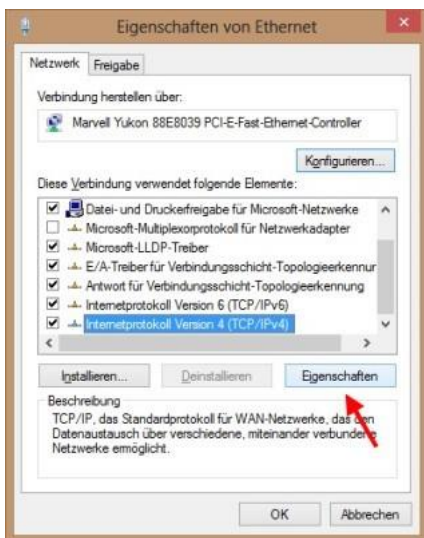 Eigenschaften von Ethernet
Netzwerk Freigabe
Verbindung herstellen über:
Marvell Yukon 88E8039 PCI-E-Fast-Ethernet-Controller
Konfigurieren...
Diese Verbindung verwendet folgende Elemente:
Datei- und Druckerfreigabe für Microsoft-Netzwerke
Microsoft-Multiplexorprotokoll für Netzwerkadapter
Microsoft-LLDP-Treiber
E/A-Treiber für Verbindungsschicht-Topologieerkennur
Antwort für Verbindungsschicht-Topologieerkennung
Internetprotokoll Version 6 (TCP/IPv6)
Internetprotokoll Version 4 (TCP/IPv4)
Installieren... Deinstallieren Eigenschaften
Beschreibung
TCP/IP, das Standardprotokoll für WAN-Netzwerke, das den
Datenaustausch über verschiedene, miteinander verbundene
Netzwerke ermöglicht.
OK Abbrechen